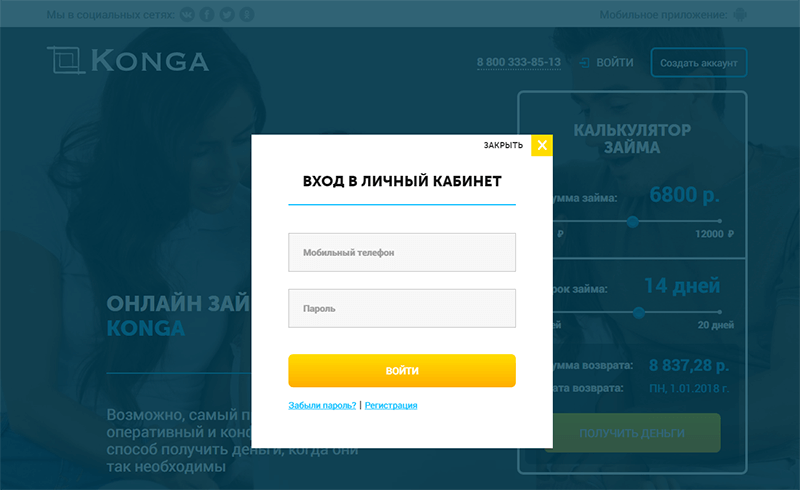 Мы в социальных сетях:
Мобильное приложение:
KONGA
8 800 333-85-13
ВОЙТИ
Создать аккаунт
ЗАКРЫТЬ X
ВХОД В ЛИЧНЫЙ КАБИНЕТ
Мобильный телефон
Пароль
ВОЙТИ
Забыли пароль? | Регистрация
КАЛЬКУЛЯТОР
ЗАЙМА
умма займа: 6800 р.
₽ 12000 ₽
рок займа: 14 дней
ей 20 дней
умма возврата: 8 837,28 р.
ата возврата: ПН, 1.01.2018 г.
ПОЛУЧИТЬ ДЕНЬГИ
ОНЛАЙН ЗАЙ
KONGA
Возможно, самый п
оперативный и кон
способ получить деньги, когда они
так необходимы